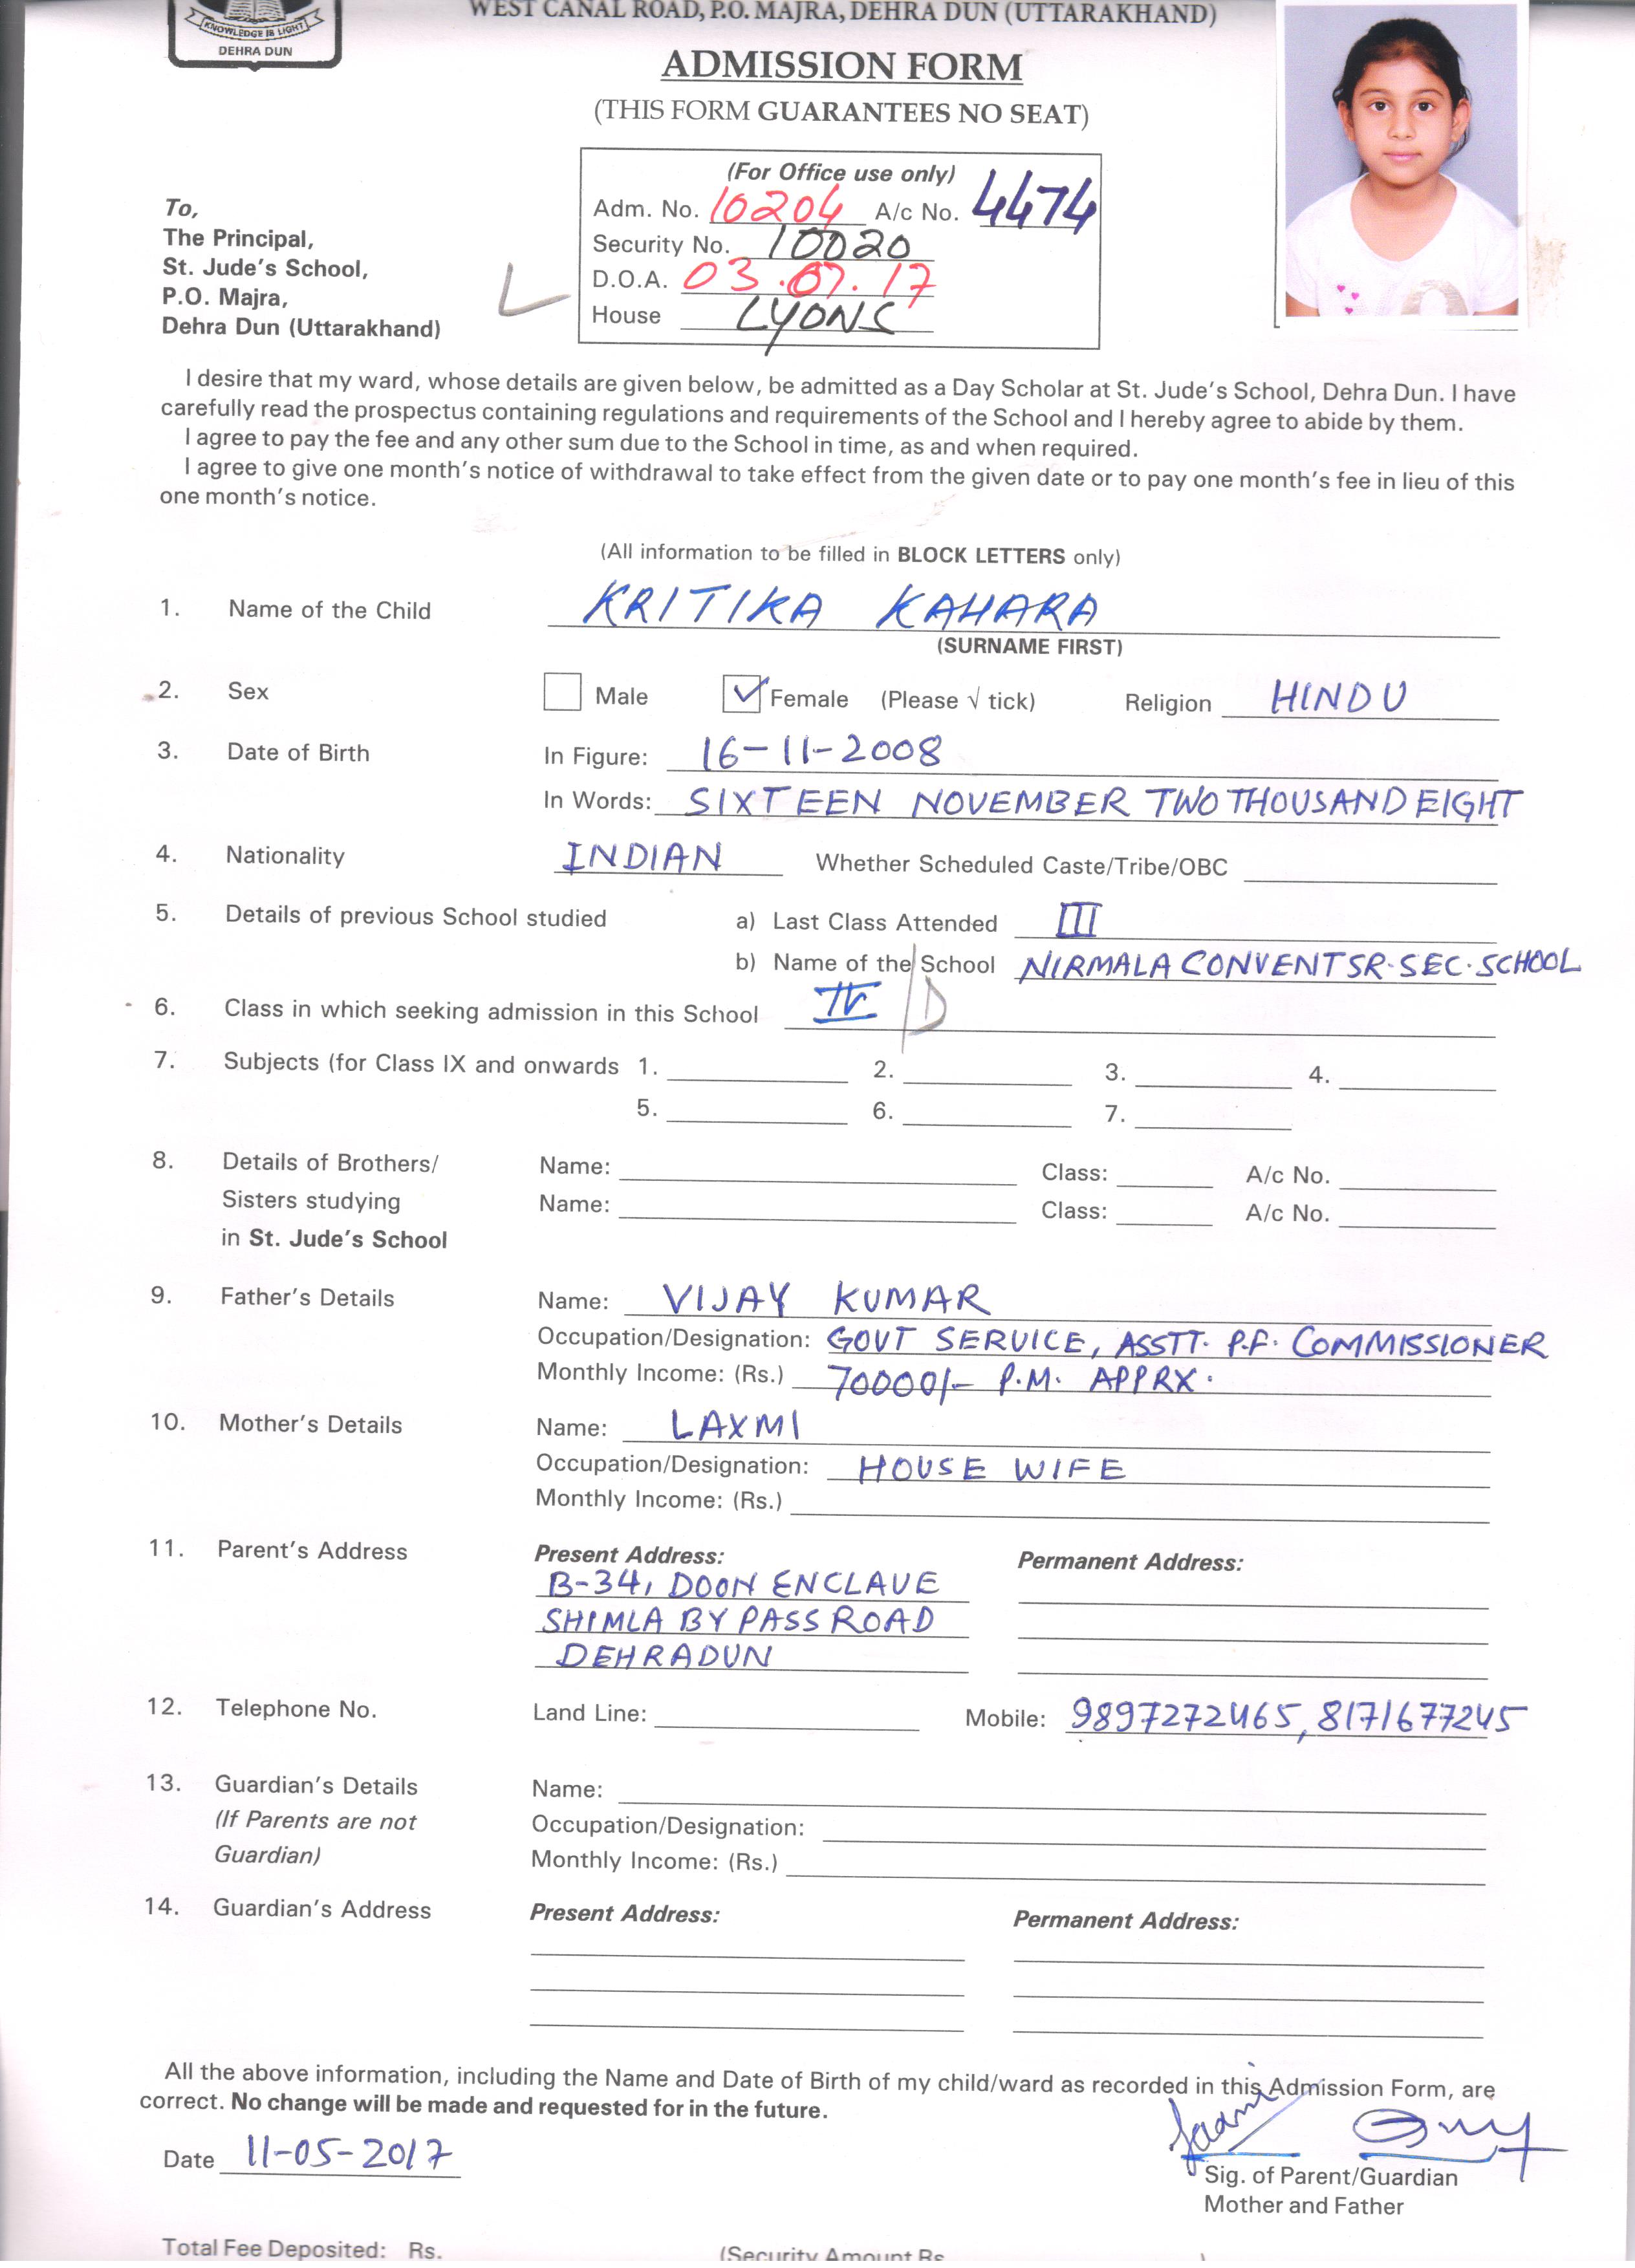 KNOWLEDGE IS LIGHT
DEHRA DUN
WEST CANAL ROAD, P.O. MAJRA, DEHRA DUN (UTTARAKHAND)
ADMISSION FORM
(THIS FORM GUARANTEES NO SEAT)
(For Office use only)
Adm. No. 10204 A/c No. 4474
Security No. 10020
D.O.A. 03.07.17
House LYONS
To,
The Principal,
St. Jude's School,
P.O. Majra,
Dehra Dun (Uttarakhand)
I desire that my ward, whose details are given below, be admitted as a Day Scholar at St. Jude's School, Dehra Dun. I have
carefully read the prospectus containing regulations and requirements of the School and I hereby agree to abide by them.
I agree to pay the fee and any other sum due to the School in time, as and when required.
I agree to give one month's notice of withdrawal to take effect from the given date or to pay one month's fee in lieu of this
one month's notice.
(All information to be filled in BLOCK LETTERS only)
1. Name of the Child KRITIKA KAHARA
(SURNAME FIRST)
2. Sex Male ✓ Female (Please √ tick) Religion HINDU
3. Date of Birth In Figure: 16-11-2008
In Words: SIXTEEN NOVEMBER TWO THOUSAND EIGHT
4. Nationality INDIAN Whether Scheduled Caste/Tribe/OBC
5. Details of previous School studied a) Last Class Attended III
b) Name of the School NIRMALA CONVENT SR. SEC. SCHOOL
6. Class in which seeking admission in this School IV / D
7. Subjects (for Class IX and onwards 1. 2. 3. 4.
5. 6. 7.
8. Details of Brothers/ Name: Class: A/c No.
Sisters studying Name: Class: A/c No.
in St. Jude's School
9. Father's Details Name: VIJAY KUMAR
Occupation/Designation: GOVT SERVICE, ASSTT. P.F. COMMISSIONER
Monthly Income: (Rs.) 70000/- P.M. APPRX.
10. Mother's Details Name: LAXMI
Occupation/Designation: HOUSE WIFE
Monthly Income: (Rs.)
11. Parent's Address Present Address: Permanent Address:
B-34, DOON ENCLAVE
SHIMLA BY PASS ROAD
DEHRADUN
12. Telephone No. Land Line: Mobile: 9897272465, 8171677245
13. Guardian's Details Name:
(If Parents are not Occupation/Designation:
Guardian) Monthly Income: (Rs.)
14. Guardian's Address Present Address: Permanent Address:
All the above information, including the Name and Date of Birth of my child/ward as recorded in this Admission Form, are
correct. No change will be made and requested for in the future.
Date 11-05-2017
Sig. of Parent/Guardian
Mother and Father
Total Fee Deposited: Rs. (Security Amount Rs. )